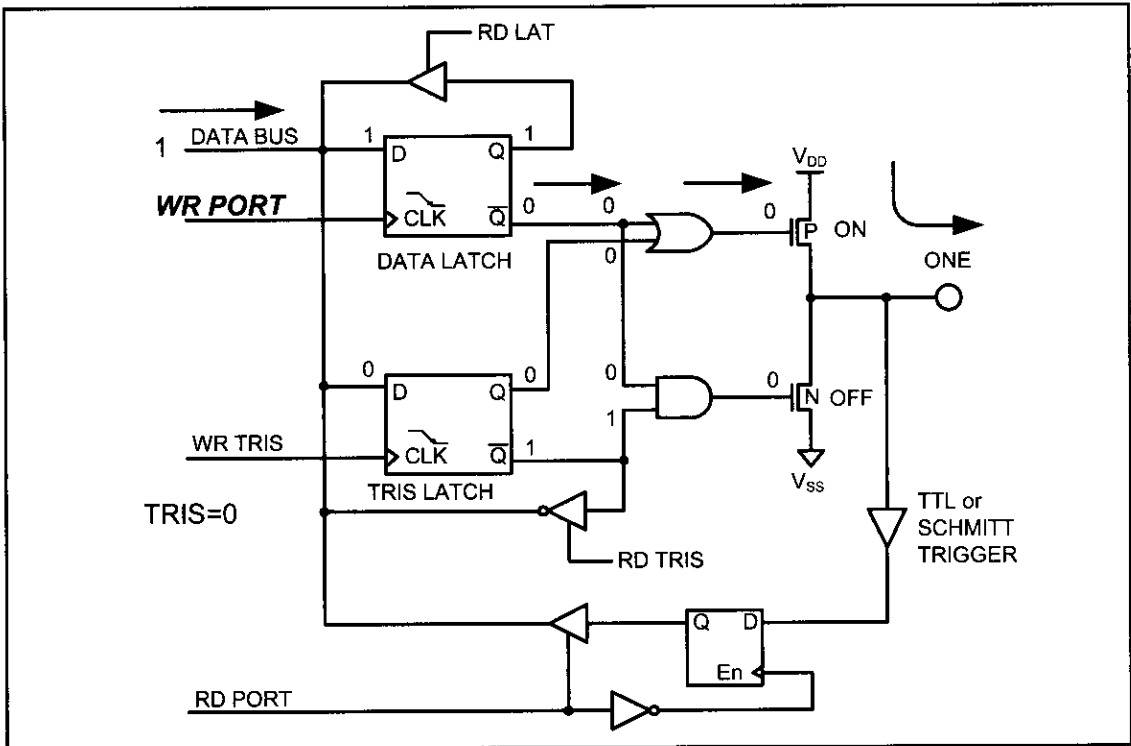 RD LAT
1 DATA BUS
1 D Q 1
WR PORT
CLK Q 0
DATA LATCH
0
0
0
VDD
P ON
ONE
0 D Q 0
WR TRIS
CLK Q 1
TRIS LATCH
0
1
0
N OFF
VSS
TRIS=0
RD TRIS
TTL or
SCHMITT
TRIGGER
Q D
En
RD PORT